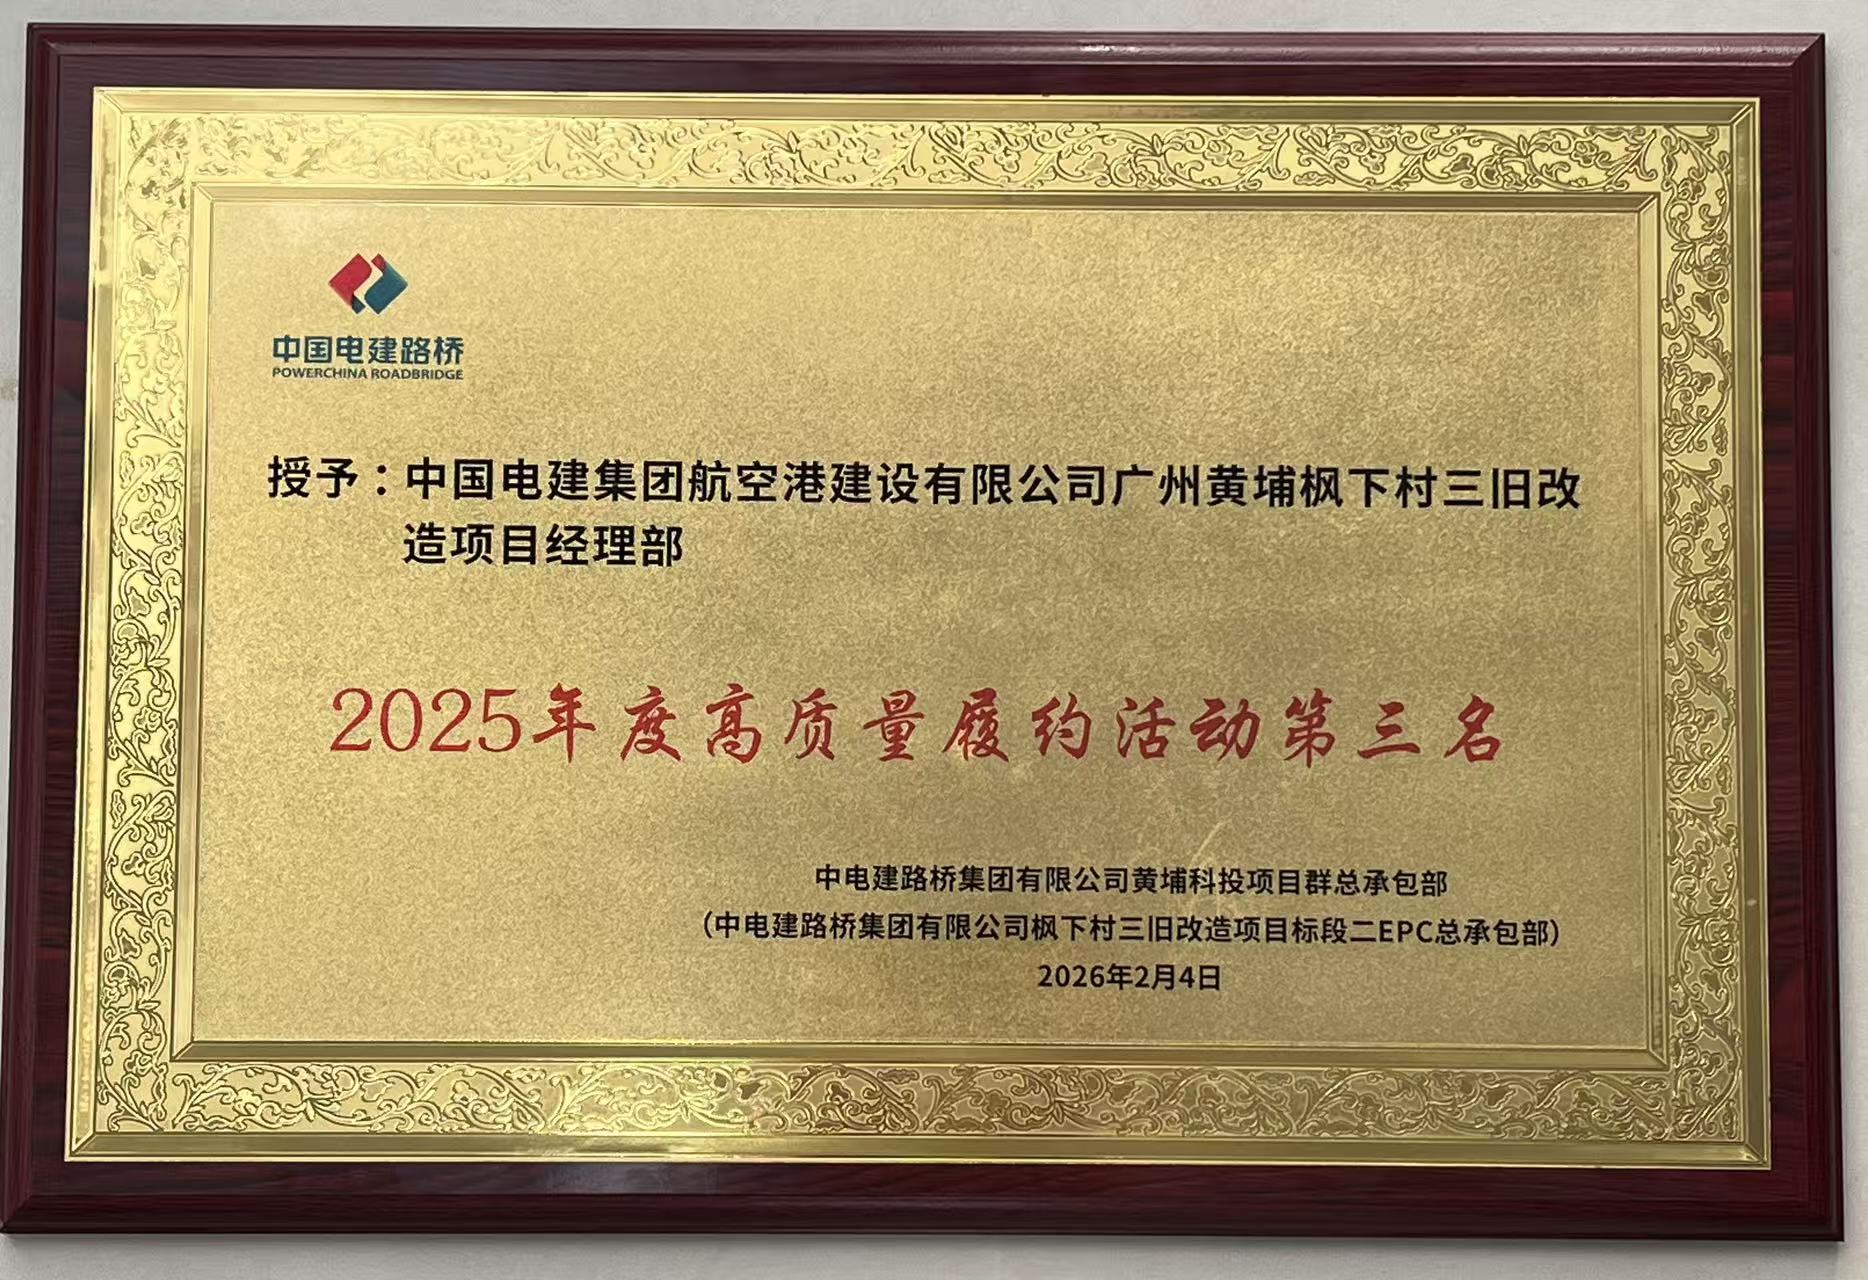 中国电建路桥
POWERCHINA ROADBRIDGE
授予：中国电建集团航空港建设有限公司广州黄埔枫下村三旧改
造项目经理部
2025年度高质量履约活动第三名
中电建路桥集团有限公司黄埔科投项目群总承包部
（中电建路桥集团有限公司枫下村三旧改造项目标段二EPC总承包部）
2026年2月4日